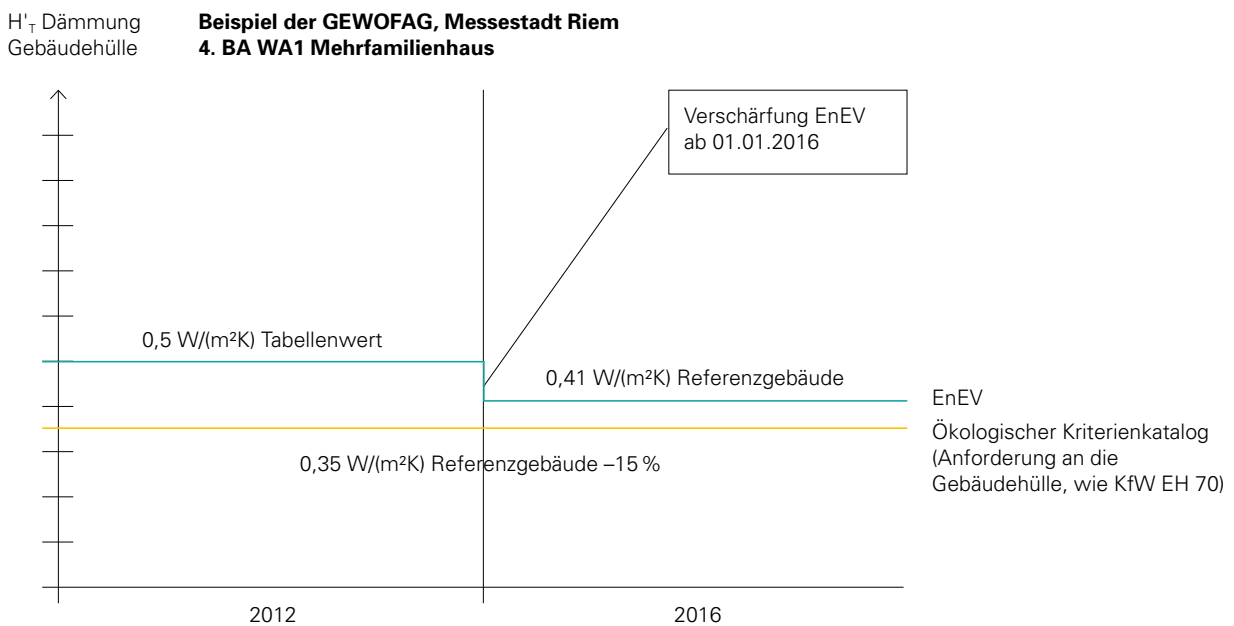 H'T Dämmung
Gebäudehülle
Beispiel der GEWOFAG, Messestadt Riem
4. BA WA1 Mehrfamilienhaus
Verschärfung EnEV
ab 01.01.2016
0,5 W/(m²K) Tabellenwert
0,41 W/(m²K) Referenzgebäude
EnEV
Ökologischer Kriterienkatalog
(Anforderung an die
Gebäudehülle, wie KfW EH 70)
0,35 W/(m²K) Referenzgebäude –15 %
2012
2016